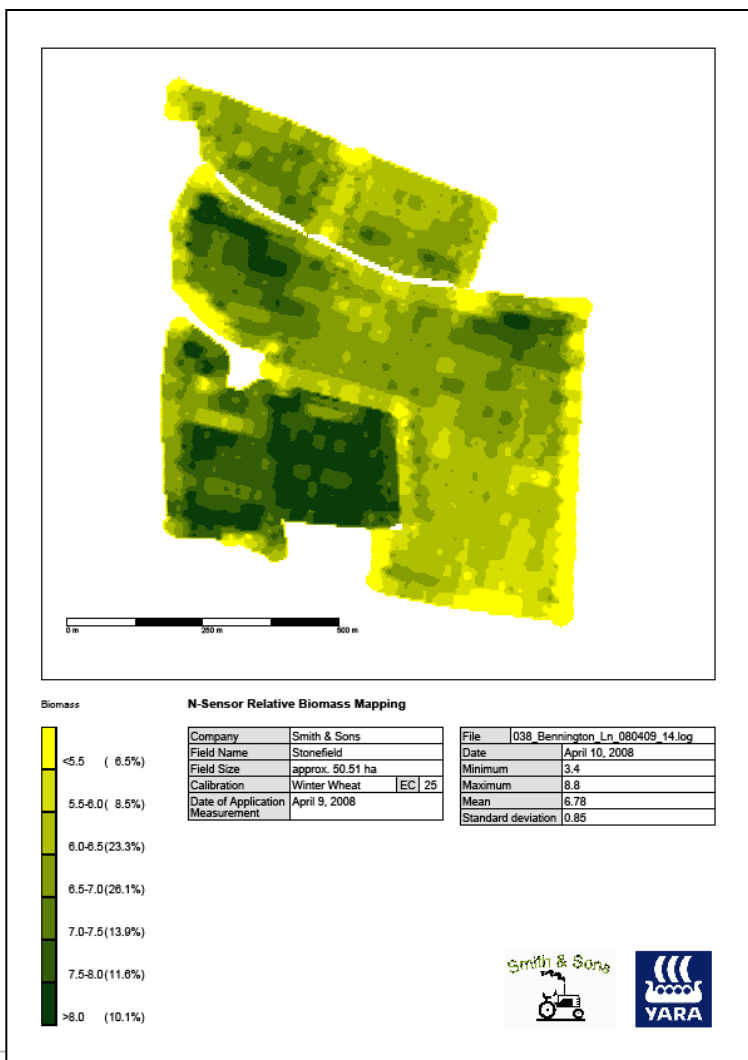 0 m 250 m 500 m
Biomass
<5.5 ( 6.5%)
5.5-6.0 ( 8.5%)
6.0-6.5 (23.3%)
6.5-7.0 (26.1%)
7.0-7.5 (13.9%)
7.5-8.0 (11.6%)
>8.0 (10.1%)
N-Sensor Relative Biomass Mapping
Company Smith & Sons
Field Name Stonefield
Field Size approx. 50.51 ha
Calibration Winter Wheat EC 25
Date of Application April 9, 2008
Measurement
File 038_Bennington_Ln_080409_14.log
Date April 10, 2008
Minimum 3.4
Maximum 8.8
Mean 6.78
Standard deviation 0.85
Smith & Sons
YARA